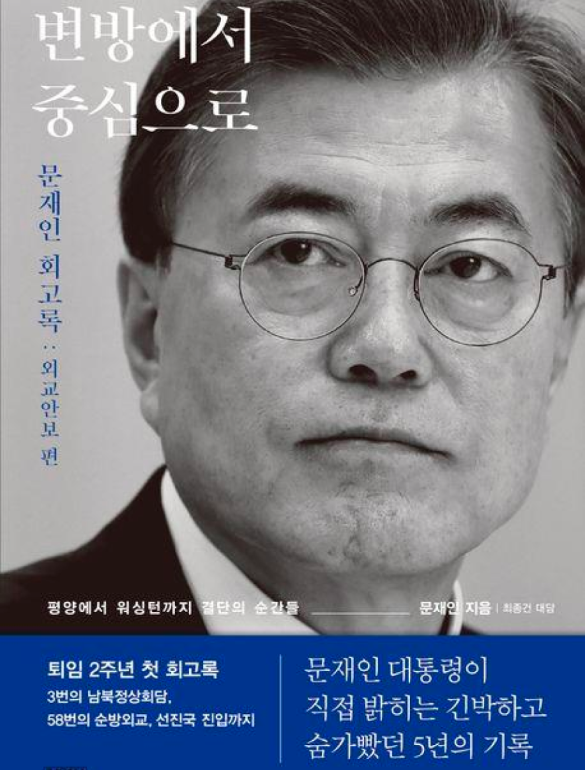 변방에서
중심으로
문재인 회고록 : 외교안보 편
평양에서 워싱턴까지 결단의 순간들
문재인 지음 | 최종건 대담
퇴임 2주년 첫 회고록
3번의 남북정상회담,
58번의 순방외교, 선진국 진입까지
문재인 대통령이
직접 밝히는 긴박하고
숨가빴던 5년의 기록